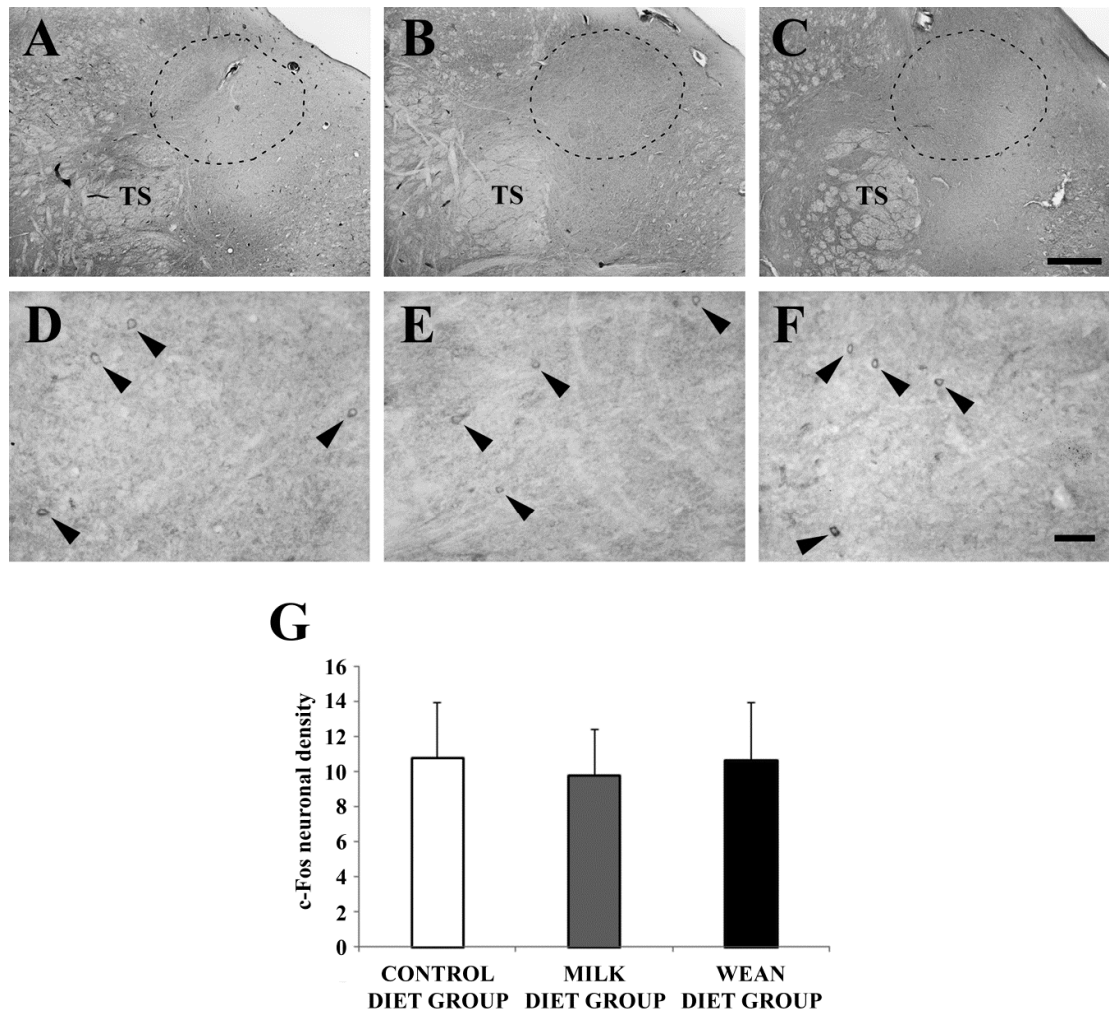 A B C
TS TS TS
D E F
G
c-Fos neuronal density
16
14
12
10
8
6
4
2
0
CONTROL MILK WEAN
DIET GROUP DIET GROUP DIET GROUP